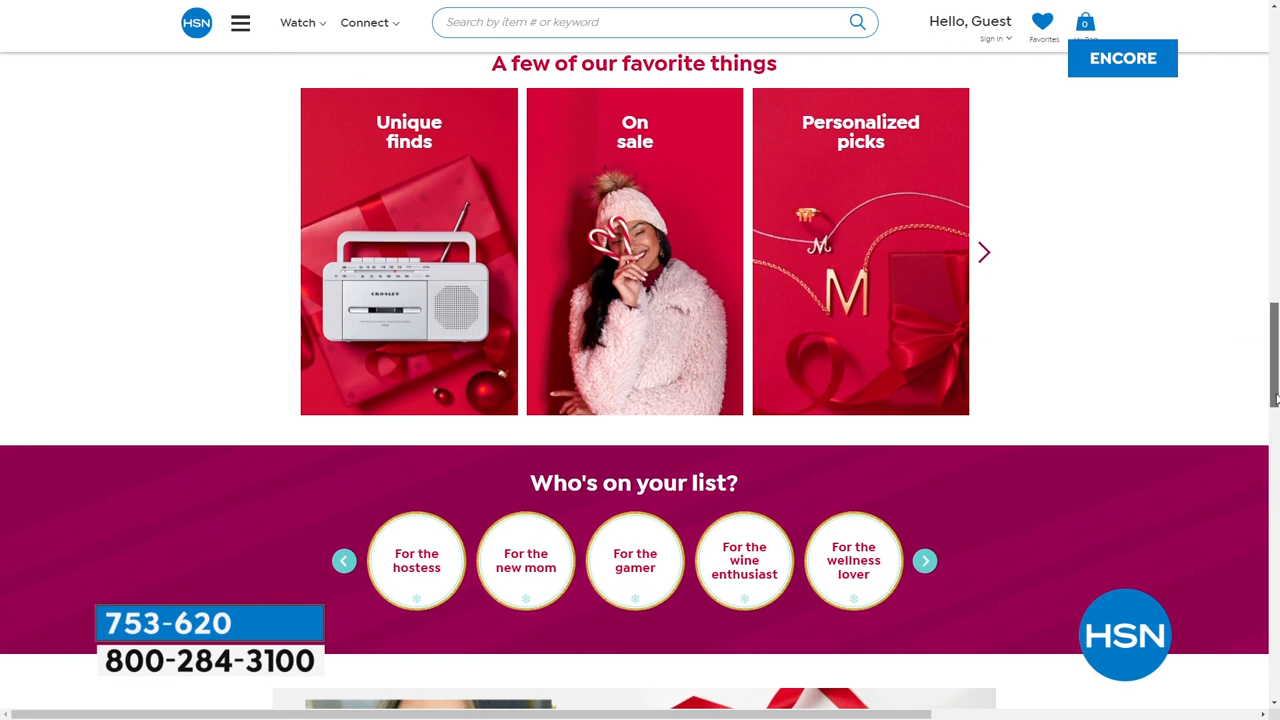 HSN
Watch
Connect
Search by item # or keyword
Hello, Guest
Sign In
Favorites
0
ENCORE
A few of our favorite things
Unique
finds
On
sale
Personalized
picks
CROSLEY
M
M
Who's on your list?
For the
hostess
For the
new mom
For the
gamer
For the
wine
enthusiast
For the
wellness
lover
753-620
800-284-3100
HSN